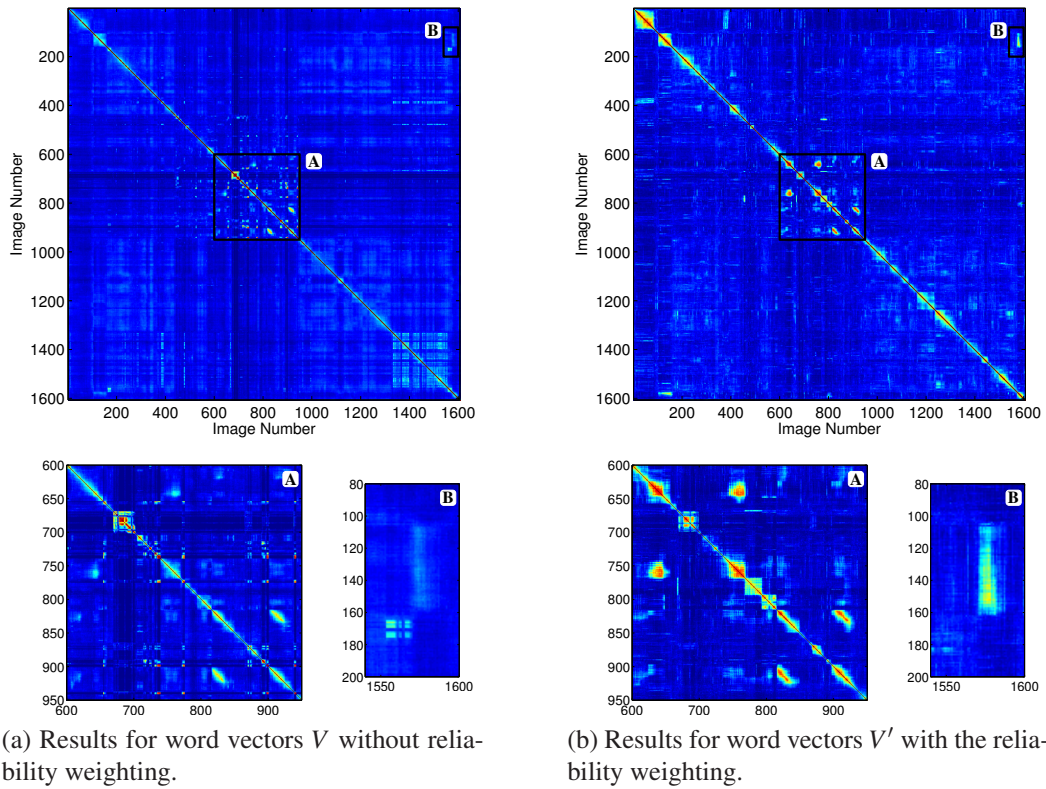 B
A
200
400
600
800
1000
1200
1400
1600
200 400 600 800 1000 1200 1400 1600
Image Number
Image Number
B
A
200
400
600
800
1000
1200
1400
1600
200 400 600 800 1000 1200 1400 1600
Image Number
Image Number
A
600
650
700
750
800
850
900
950
600 700 800 900
B
80
100
120
140
160
180
200
1550 1600
A
600
650
700
750
800
850
900
950
600 700 800 900
B
80
100
120
140
160
180
200
1550 1600
(a) Results for word vectors V without relia-
bility weighting.
(b) Results for word vectors V′ with the relia-
bility weighting.